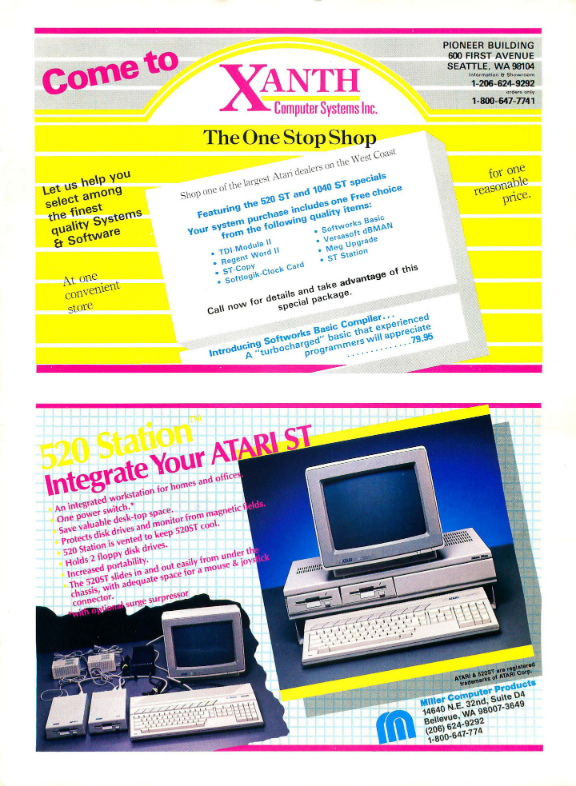 Come to
XANTH
Computer Systems Inc.
PIONEER BUILDING
600 FIRST AVENUE
SEATTLE, WA 98104
Information & Showroom
1-206-624-9292
orders only
1-800-647-7741
The One Stop Shop
Let us help you
select among
the finest
quality Systems
& Software
At one
convenient
store
Shop one of the largest Atari dealers on the West Coast
Featuring the 520 ST and 1040 ST specials
Your system purchase includes one Free choice
from the following quality items:
• TDI-Module II
• Regent Word II
• ST-Copy
• Softlogik-Clock Card
• Softworks Basic
• Versasoft dBMAN
• Meg Upgrade
• ST Station
Call now for details and take advantage of this
special package.
Introducing Softworks Basic Compiler...
A "turbocharged" basic that experienced
programmers will appreciate
..............79.95
for one
reasonable
price.
520 Station™
Integrate Your ATARI ST
• An integrated workstation for homes and offices.
• One power switch.*
• Save valuable desk-top space.
• Protects disk drives and monitor from magnetic fields.
• 520 Station is vented to keep 520ST cool.
• Holds 2 floppy disk drives.
• Increased portability.
• The 520ST slides in and out easily from under the
chassis, with adequate space for a mouse & joystick
connector.
*with optional surge surpressor
ATARI & 520ST are registered
trademarks of ATARI Corp.
Miller Computer Products
14640 N.E. 32nd, Suite D4
Bellevue, WA 98007-3649
(206) 624-9292
1-800-647-774